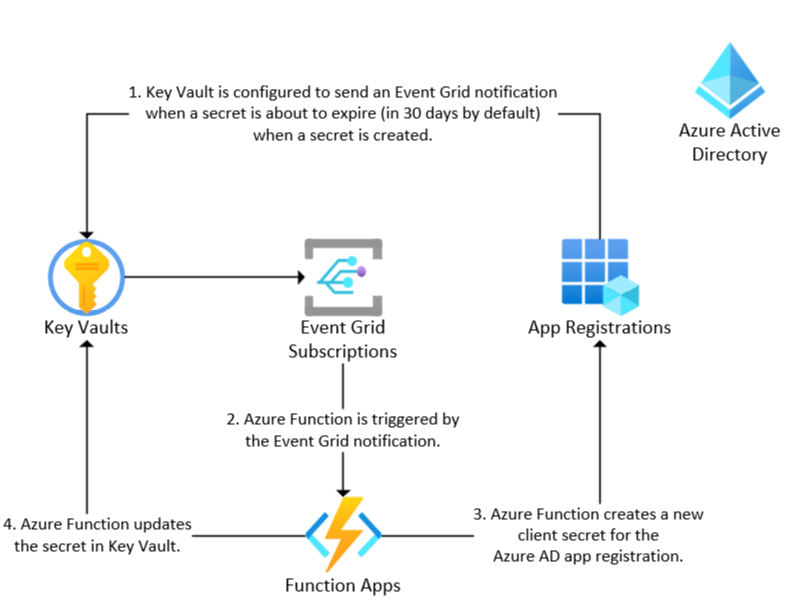 1. Key Vault is configured to send an Event Grid notification
when a secret is about to expire (in 30 days by default)
when a secret is created.
Azure Active
Directory
Key Vaults
Event Grid
Subscriptions
App Registrations
2. Azure Function is triggered by
the Event Grid notification.
4. Azure Function updates
the secret in Key Vault.
3. Azure Function creates a new
client secret for the
Azure AD app registration.
Function Apps